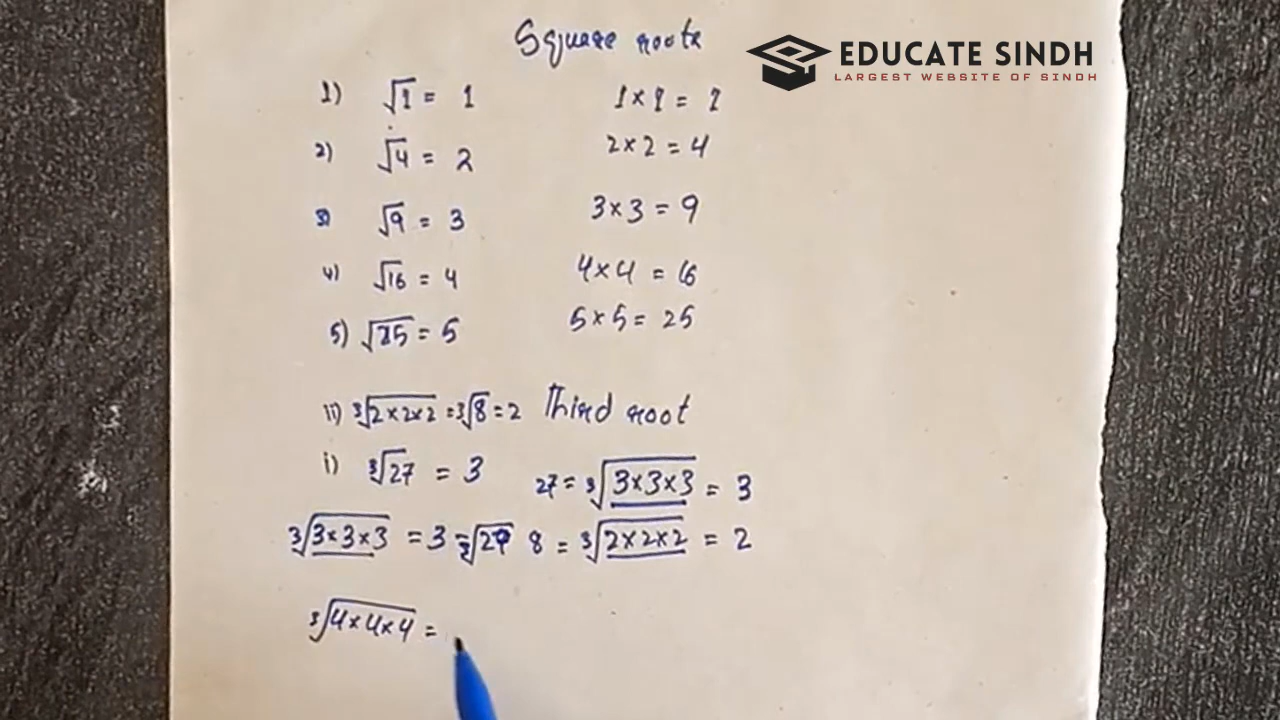 Square roots
EDUCATE SINDH
LARGEST WEBSITE OF SINDH
1) √1 = 1 1 × 1 = 1
2) √4 = 2 2 × 2 = 4
3) √9 = 3 3 × 3 = 9
4) √16 = 4 4 × 4 = 16
5) √25 = 5 5 × 5 = 25
ii) ³√2 × 2 × 2 = ³√8 = 2 Third root
i) ³√27 = 3 27 = ³√3 × 3 × 3 = 3
³√3 × 3 × 3 = 3 = ³√27 8 = ³√2 × 2 × 2 = 2
³√4 × 4 × 4 =